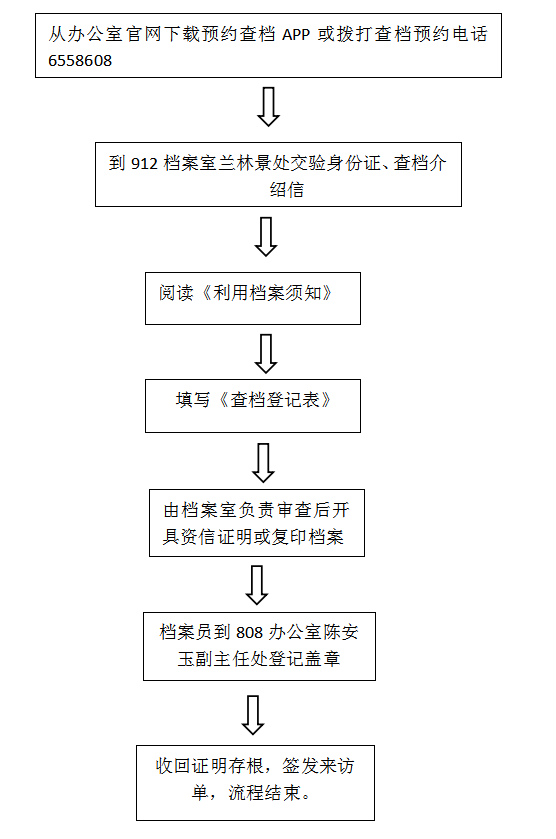 从办公室官网下载预约查档 APP 或拨打查档预约电话
6558608
到 912 档案室兰林景处交验身份证、查档介
绍信
阅读《利用档案须知》
填写《查档登记表》
由档案室负责审查后开
具资信证明或复印档案
档案员到 808 办公室陈安
玉副主任处登记盖章
收回证明存根，签发来访
单，流程结束。